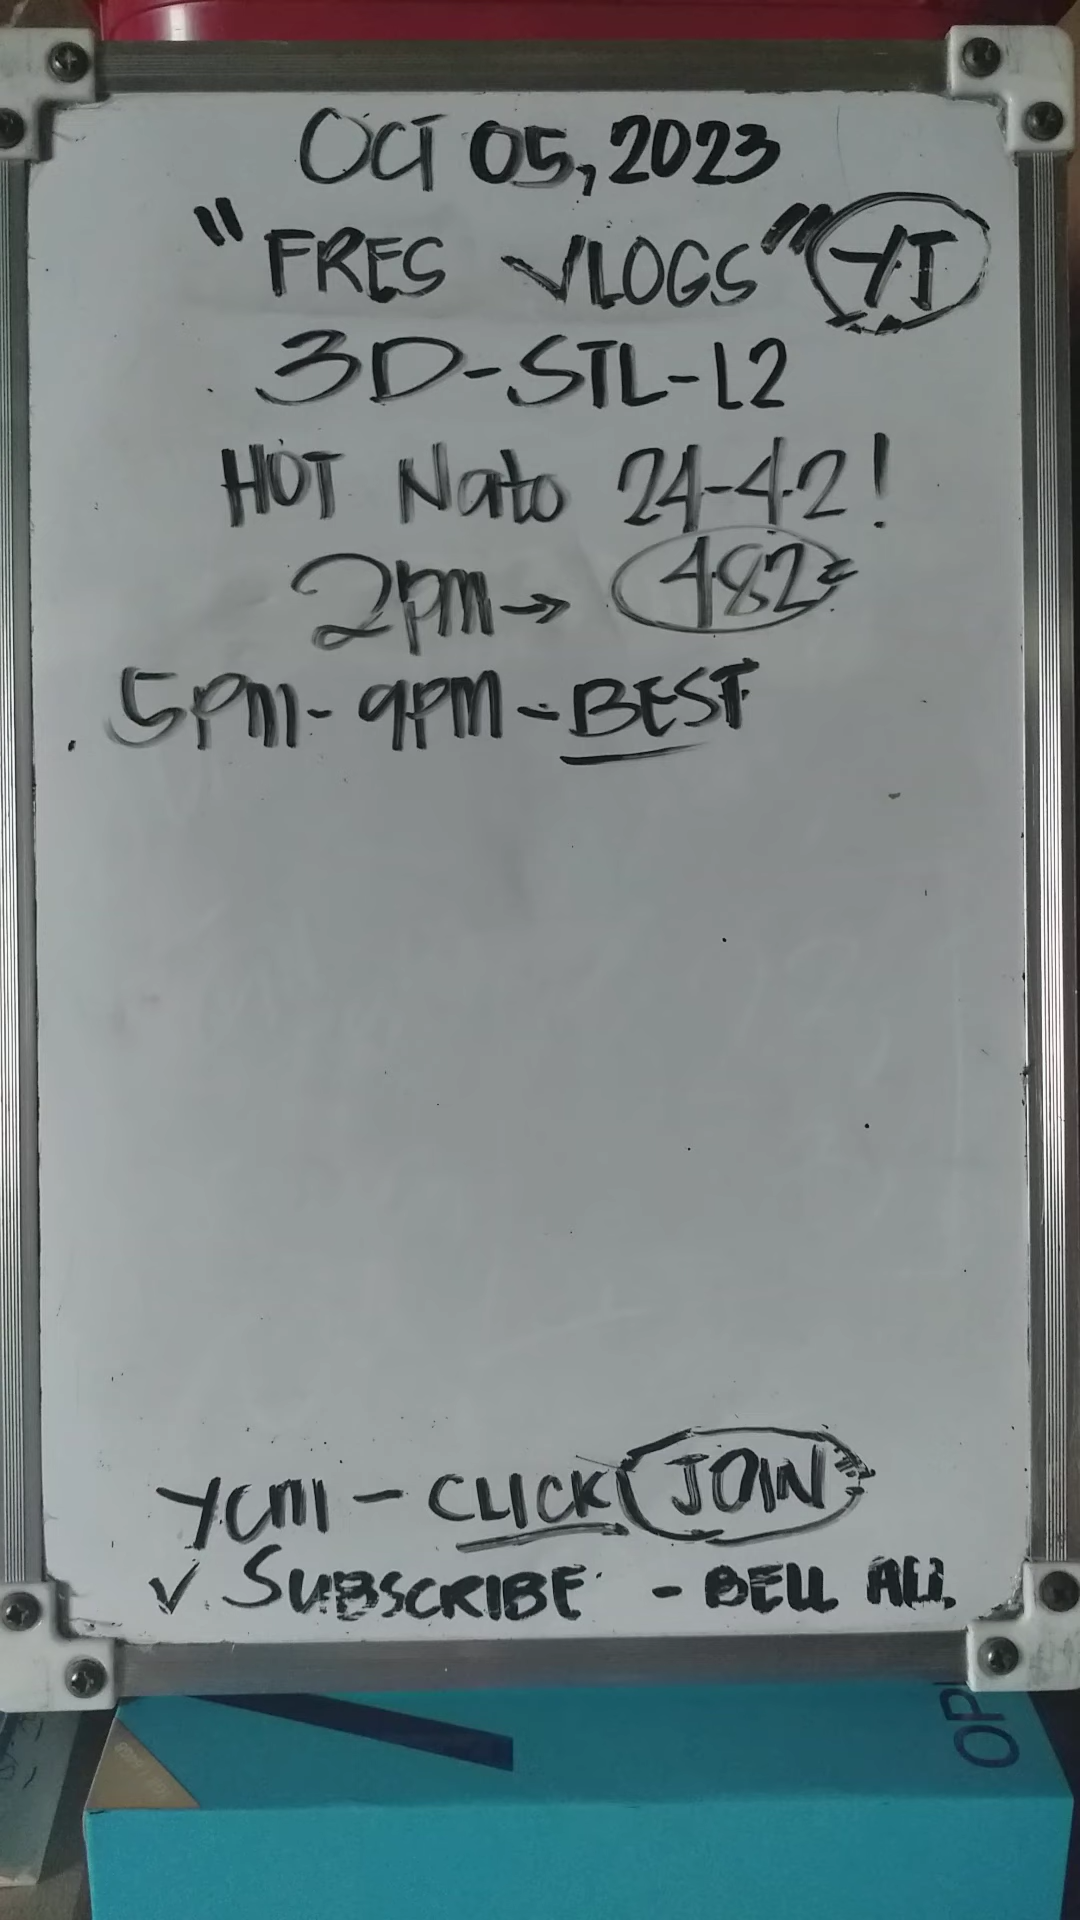 OCT 05, 2023
"FRES VLOGS" YT
3D-STL-L2
HOT Nato 24-42!
2pm→ 482
5pm-9pm-BEST
YCM - CLICK JOIN
✓ SUBSCRIBE - BELL ALL
OP